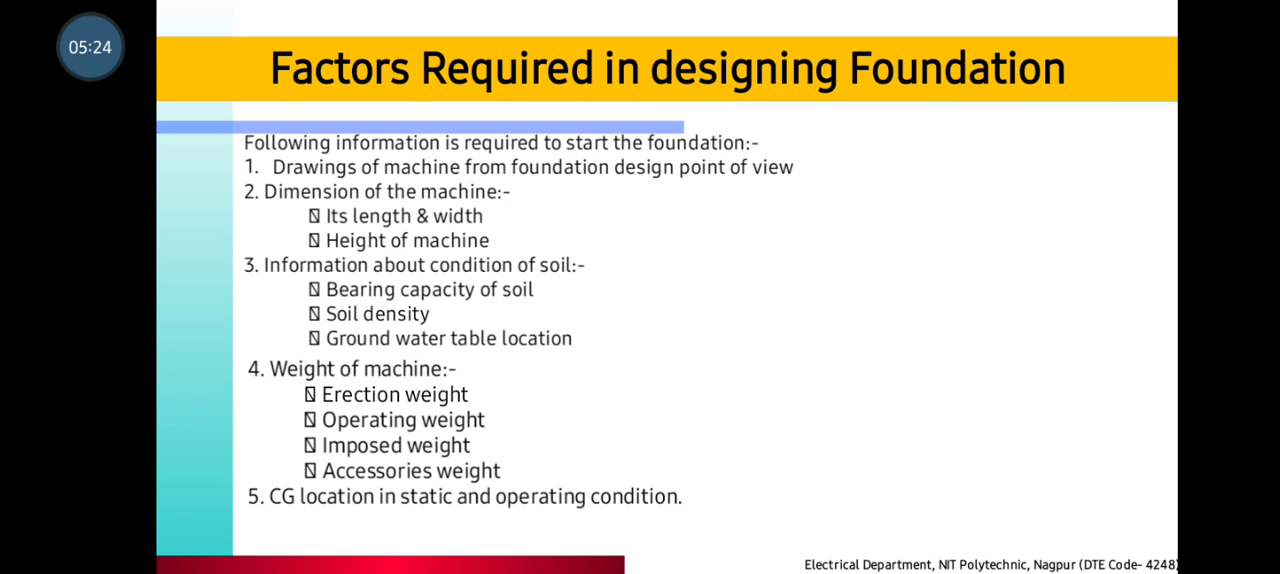 05:24
Factors Required in designing Foundation
Following information is required to start the foundation:-
1. Drawings of machine from foundation design point of view
2. Dimension of the machine:-
Its length & width
Height of machine
3. Information about condition of soil:-
Bearing capacity of soil
Soil density
Ground water table location
4. Weight of machine:-
Erection weight
Operating weight
Imposed weight
Accessories weight
5. CG location in static and operating condition.
Electrical Department, NIT Polytechnic, Nagpur (DTE Code- 4248)